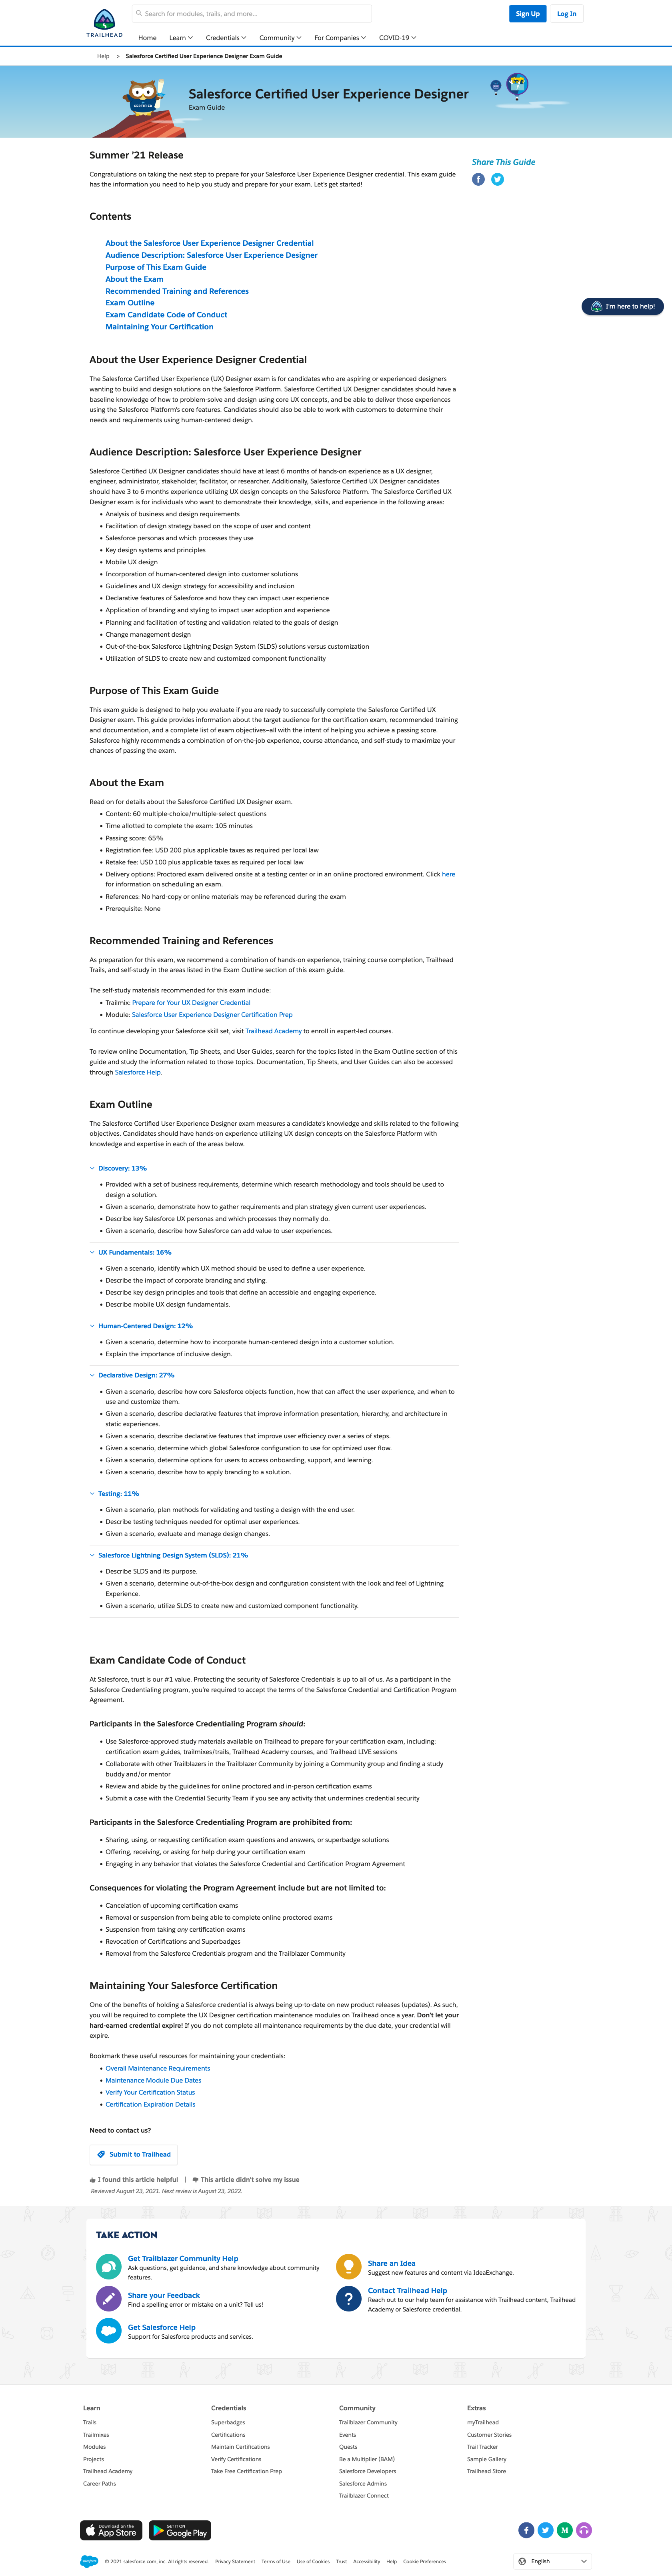 Search for modules, trails, and more...
Sign Up
Log In
TRAILHEAD
Home
Learn
Credentials
Community
For Companies
COVID-19
Help > Salesforce Certified User Experience Designer Exam Guide
CERTIFIED
Salesforce Certified User Experience Designer
Exam Guide
Summer '21 Release
Share This Guide
Congratulations on taking the next step to prepare for your Salesforce User Experience Designer credential. This exam guide
has the information you need to help you study and prepare for your exam. Let's get started!
Contents
About the Salesforce User Experience Designer Credential
Audience Description: Salesforce User Experience Designer
Purpose of This Exam Guide
About the Exam
Recommended Training and References
Exam Outline
Exam Candidate Code of Conduct
Maintaining Your Certification
I'm here to help!
About the User Experience Designer Credential
The Salesforce Certified User Experience (UX) Designer exam is for candidates who are aspiring or experienced designers
wanting to build and design solutions on the Salesforce Platform. Salesforce Certified UX Designer candidates should have a
baseline knowledge of how to problem-solve and design using core UX concepts, and be able to deliver those experiences
using the Salesforce Platform's core features. Candidates should also be able to work with customers to determine their
needs and requirements using human-centered design.
Audience Description: Salesforce User Experience Designer
Salesforce Certified UX Designer candidates should have at least 6 months of hands-on experience as a UX designer,
engineer, administrator, stakeholder, facilitator, or researcher. Additionally, Salesforce Certified UX Designer candidates
should have 3 to 6 months experience utilizing UX design concepts on the Salesforce Platform. The Salesforce Certified UX
Designer exam is for individuals who want to demonstrate their knowledge, skills, and experience in the following areas:
• Analysis of business and design requirements
• Facilitation of design strategy based on the scope of user and content
• Salesforce personas and which processes they use
• Key design systems and principles
• Mobile UX design
• Incorporation of human-centered design into customer solutions
• Guidelines and UX design strategy for accessibility and inclusion
• Declarative features of Salesforce and how they can impact user experience
• Application of branding and styling to impact user adoption and experience
• Planning and facilitation of testing and validation related to the goals of design
• Change management design
• Out-of-the-box Salesforce Lightning Design System (SLDS) solutions versus customization
• Utilization of SLDS to create new and customized component functionality
Purpose of This Exam Guide
This exam guide is designed to help you evaluate if you are ready to successfully complete the Salesforce Certified UX
Designer exam. This guide provides information about the target audience for the certification exam, recommended training
and documentation, and a complete list of exam objectives–all with the intent of helping you achieve a passing score.
Salesforce highly recommends a combination of on-the-job experience, course attendance, and self-study to maximize your
chances of passing the exam.
About the Exam
Read on for details about the Salesforce Certified UX Designer exam.
• Content: 60 multiple-choice/multiple-select questions
• Time allotted to complete the exam: 105 minutes
• Passing score: 65%
• Registration fee: USD 200 plus applicable taxes as required per local law
• Retake fee: USD 100 plus applicable taxes as required per local law
• Delivery options: Proctored exam delivered onsite at a testing center or in an online proctored environment. Click here
for information on scheduling an exam.
• References: No hard-copy or online materials may be referenced during the exam
• Prerequisite: None
Recommended Training and References
As preparation for this exam, we recommend a combination of hands-on experience, training course completion, Trailhead
Trails, and self-study in the areas listed in the Exam Outline section of this exam guide.
The self-study materials recommended for this exam include:
• Trailmix: Prepare for Your UX Designer Credential
• Module: Salesforce User Experience Designer Certification Prep
To continue developing your Salesforce skill set, visit Trailhead Academy to enroll in expert-led courses.
To review online Documentation, Tip Sheets, and User Guides, search for the topics listed in the Exam Outline section of this
guide and study the information related to those topics. Documentation, Tip Sheets, and User Guides can also be accessed
through Salesforce Help.
Exam Outline
The Salesforce Certified User Experience Designer exam measures a candidate's knowledge and skills related to the following
objectives. Candidates should have hands-on experience utilizing UX design concepts on the Salesforce Platform with
knowledge and expertise in each of the areas below.
Discovery: 13%
• Provided with a set of business requirements, determine which research methodology and tools should be used to
design a solution.
• Given a scenario, demonstrate how to gather requirements and plan strategy given current user experiences.
• Describe key Salesforce UX personas and which processes they normally do.
• Given a scenario, describe how Salesforce can add value to user experiences.
UX Fundamentals: 16%
• Given a scenario, identify which UX method should be used to define a user experience.
• Describe the impact of corporate branding and styling.
• Describe key design principles and tools that define an accessible and engaging experience.
• Describe mobile UX design fundamentals.
Human-Centered Design: 12%
• Given a scenario, determine how to incorporate human-centered design into a customer solution.
• Explain the importance of inclusive design.
Declarative Design: 27%
• Given a scenario, describe how core Salesforce objects function, how that can affect the user experience, and when to
use and customize them.
• Given a scenario, describe declarative features that improve information presentation, hierarchy, and architecture in
static experiences.
• Given a scenario, describe declarative features that improve user efficiency over a series of steps.
• Given a scenario, determine which global Salesforce configuration to use for optimized user flow.
• Given a scenario, determine options for users to access onboarding, support, and learning.
• Given a scenario, describe how to apply branding to a solution.
Testing: 11%
• Given a scenario, plan methods for validating and testing a design with the end user.
• Describe testing techniques needed for optimal user experiences.
• Given a scenario, evaluate and manage design changes.
Salesforce Lightning Design System (SLDS): 21%
• Describe SLDS and its purpose.
• Given a scenario, determine out-of-the-box design and configuration consistent with the look and feel of Lightning
Experience.
• Given a scenario, utilize SLDS to create new and customized component functionality.
Exam Candidate Code of Conduct
At Salesforce, trust is our #1 value. Protecting the security of Salesforce Credentials is up to all of us. As a participant in the
Salesforce Credentialing program, you're required to accept the terms of the Salesforce Credential and Certification Program
Agreement.
Participants in the Salesforce Credentialing Program should:
• Use Salesforce-approved study materials available on Trailhead to prepare for your certification exam, including:
certification exam guides, trailmixes/trails, Trailhead Academy courses, and Trailhead LIVE sessions
• Collaborate with other Trailblazers in the Trailblazer Community by joining a Community group and finding a study
buddy and/or mentor
• Review and abide by the guidelines for online proctored and in-person certification exams
• Submit a case with the Credential Security Team if you see any activity that undermines credential security
Participants in the Salesforce Credentialing Program are prohibited from:
• Sharing, using, or requesting certification exam questions and answers, or superbadge solutions
• Offering, receiving, or asking for help during your certification exam
• Engaging in any behavior that violates the Salesforce Credential and Certification Program Agreement
Consequences for violating the Program Agreement include but are not limited to:
• Cancelation of upcoming certification exams
• Removal or suspension from being able to complete online proctored exams
• Suspension from taking any certification exams
• Revocation of Certifications and Superbadges
• Removal from the Salesforce Credentials program and the Trailblazer Community
Maintaining Your Salesforce Certification
One of the benefits of holding a Salesforce credential is always being up-to-date on new product releases (updates). As such,
you will be required to complete the UX Designer certification maintenance modules on Trailhead once a year. Don't let your
hard-earned credential expire! If you do not complete all maintenance requirements by the due date, your credential will
expire.
Bookmark these useful resources for maintaining your credentials:
• Overall Maintenance Requirements
• Maintenance Module Due Dates
• Verify Your Certification Status
• Certification Expiration Details
Need to contact us?
Submit to Trailhead
I found this article helpful | This article didn't solve my issue
Reviewed August 23, 2021. Next review is August 23, 2022.
TAKE ACTION
Get Trailblazer Community Help
Ask questions, get guidance, and share knowledge about community
features.
Share an Idea
Suggest new features and content via IdeaExchange.
Share your Feedback
Find a spelling error or mistake on a unit? Tell us!
Contact Trailhead Help
Reach out to our help team for assistance with Trailhead content, Trailhead
Academy or Salesforce credential.
Get Salesforce Help
Support for Salesforce products and services.
Learn
Trails
Trailmixes
Modules
Projects
Trailhead Academy
Career Paths
Credentials
Superbadges
Certifications
Maintain Certifications
Verify Certifications
Take Free Certification Prep
Community
Trailblazer Community
Events
Quests
Be a Multiplier (BAM)
Salesforce Developers
Salesforce Admins
Trailblazer Connect
Extras
myTrailhead
Customer Stories
Trail Tracker
Sample Gallery
Trailhead Store
Download on the
App Store
GET IT ON
Google Play
salesforce
© 2021 salesforce.com, inc. All rights reserved. Privacy Statement Terms of Use Use of Cookies Trust Accessibility Help Cookie Preferences
English